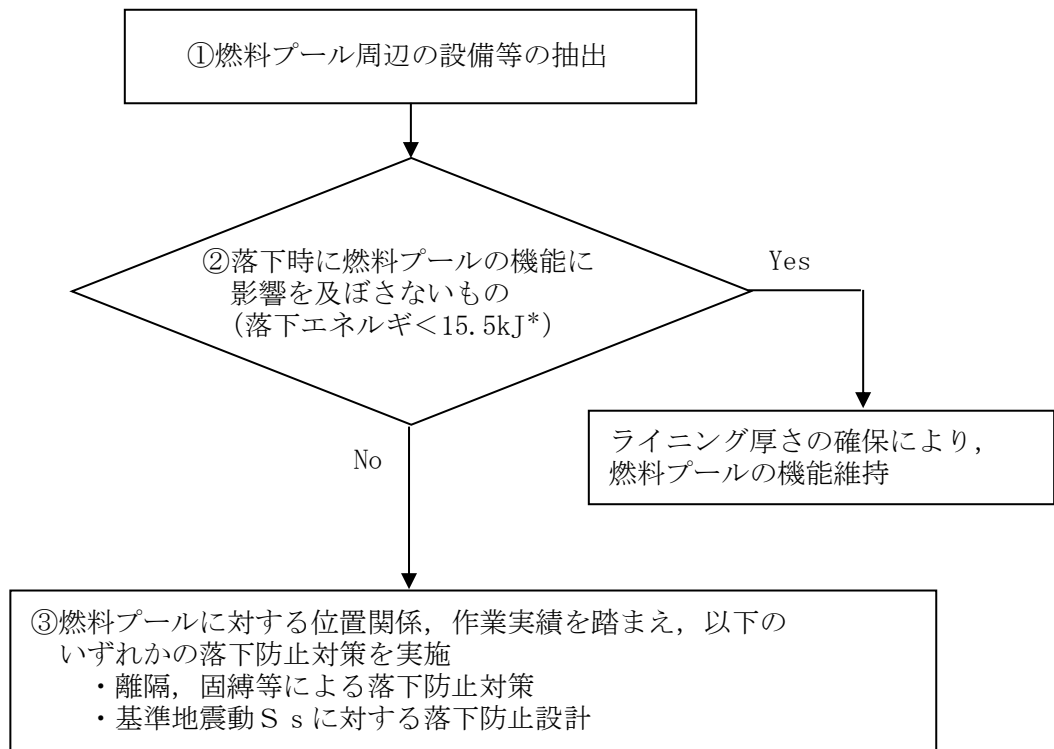 ①燃料プール周辺の設備等の抽出
②落下時に燃料プールの機能に
影響を及ぼさないもの
(落下エネルギ<15.5kJ*)
Yes
ライニング厚さの確保により,
燃料プールの機能維持
No
③燃料プールに対する位置関係,作業実績を踏まえ,以下の
いずれかの落下防止対策を実施
・離隔,固縛等による落下防止対策
・基準地震動Ssに対する落下防止設計